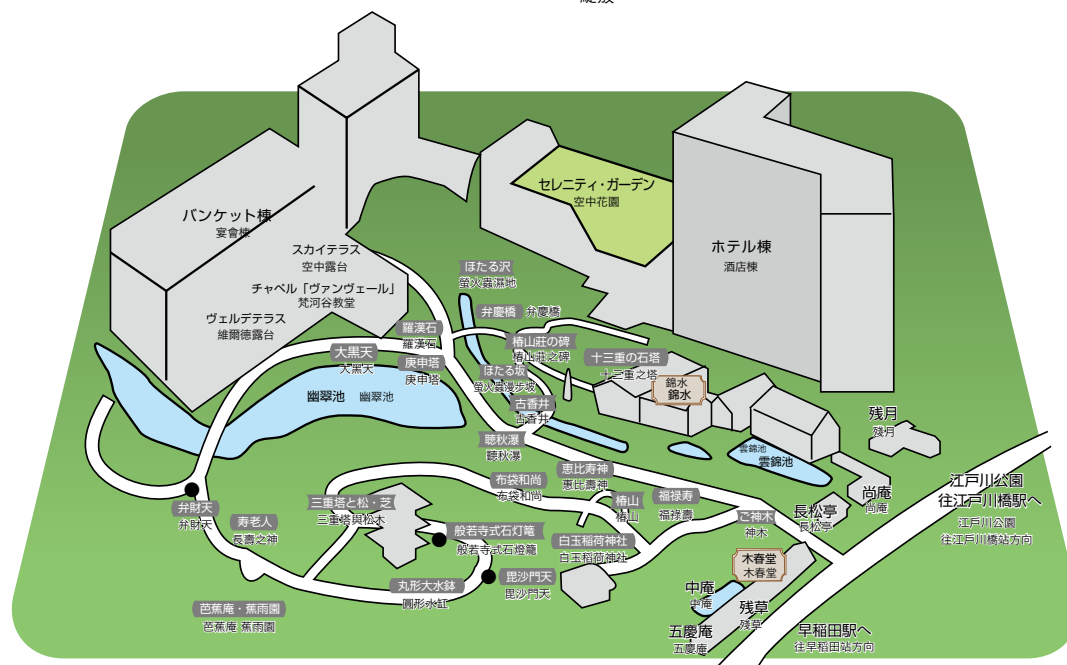 バンケット棟
宴會棟
スカイテラス
空中露台
チャペル「ヴァンヴェール」
梵河谷教堂
ヴェルデテラス
維爾德露台
セレニティ・ガーデン
空中花園
ホテル棟
酒店棟
ほたる沢
螢火蟲濕地
弁慶橋 弁慶橋
羅漢石
羅漢石
椿山荘の碑
椿山莊之碑
大黒天
大黒天
庚申塔
庚申塔
十三重の石塔
十三重之塔
ほたる坂
螢火蟲漫步坡
錦水
錦水
幽翠池 幽翠池
古香井
古香井
残月
殘月
聴秋瀑
聽秋瀑
雲錦池
雲錦池
恵比寿神
惠比壽神
布袋和尚
布袋和尚
江戸川公園
往江戸川橋駅へ
江戶川公園
往江戶川橋站方向
尚庵
尚庵
椿山
椿山
福禄寿
福祿壽
三重塔と松・芝
三重塔與松木
弁財天
弁財天
ご神木
神木
長松亭
長松亭
寿老人
長壽之神
般若寺式石灯篭
般若寺式石燈籠
白玉稲荷神社
白玉稲荷神社
木春堂
木春堂
毘沙門天
毘沙門天
丸形大水鉢
圓形水缸
中庵
中庵
残草
殘草
芭蕉庵・蕉雨園
芭蕉庵 蕉雨園
五慶庵
五慶庵
早稲田駅へ
往早稲田站方向